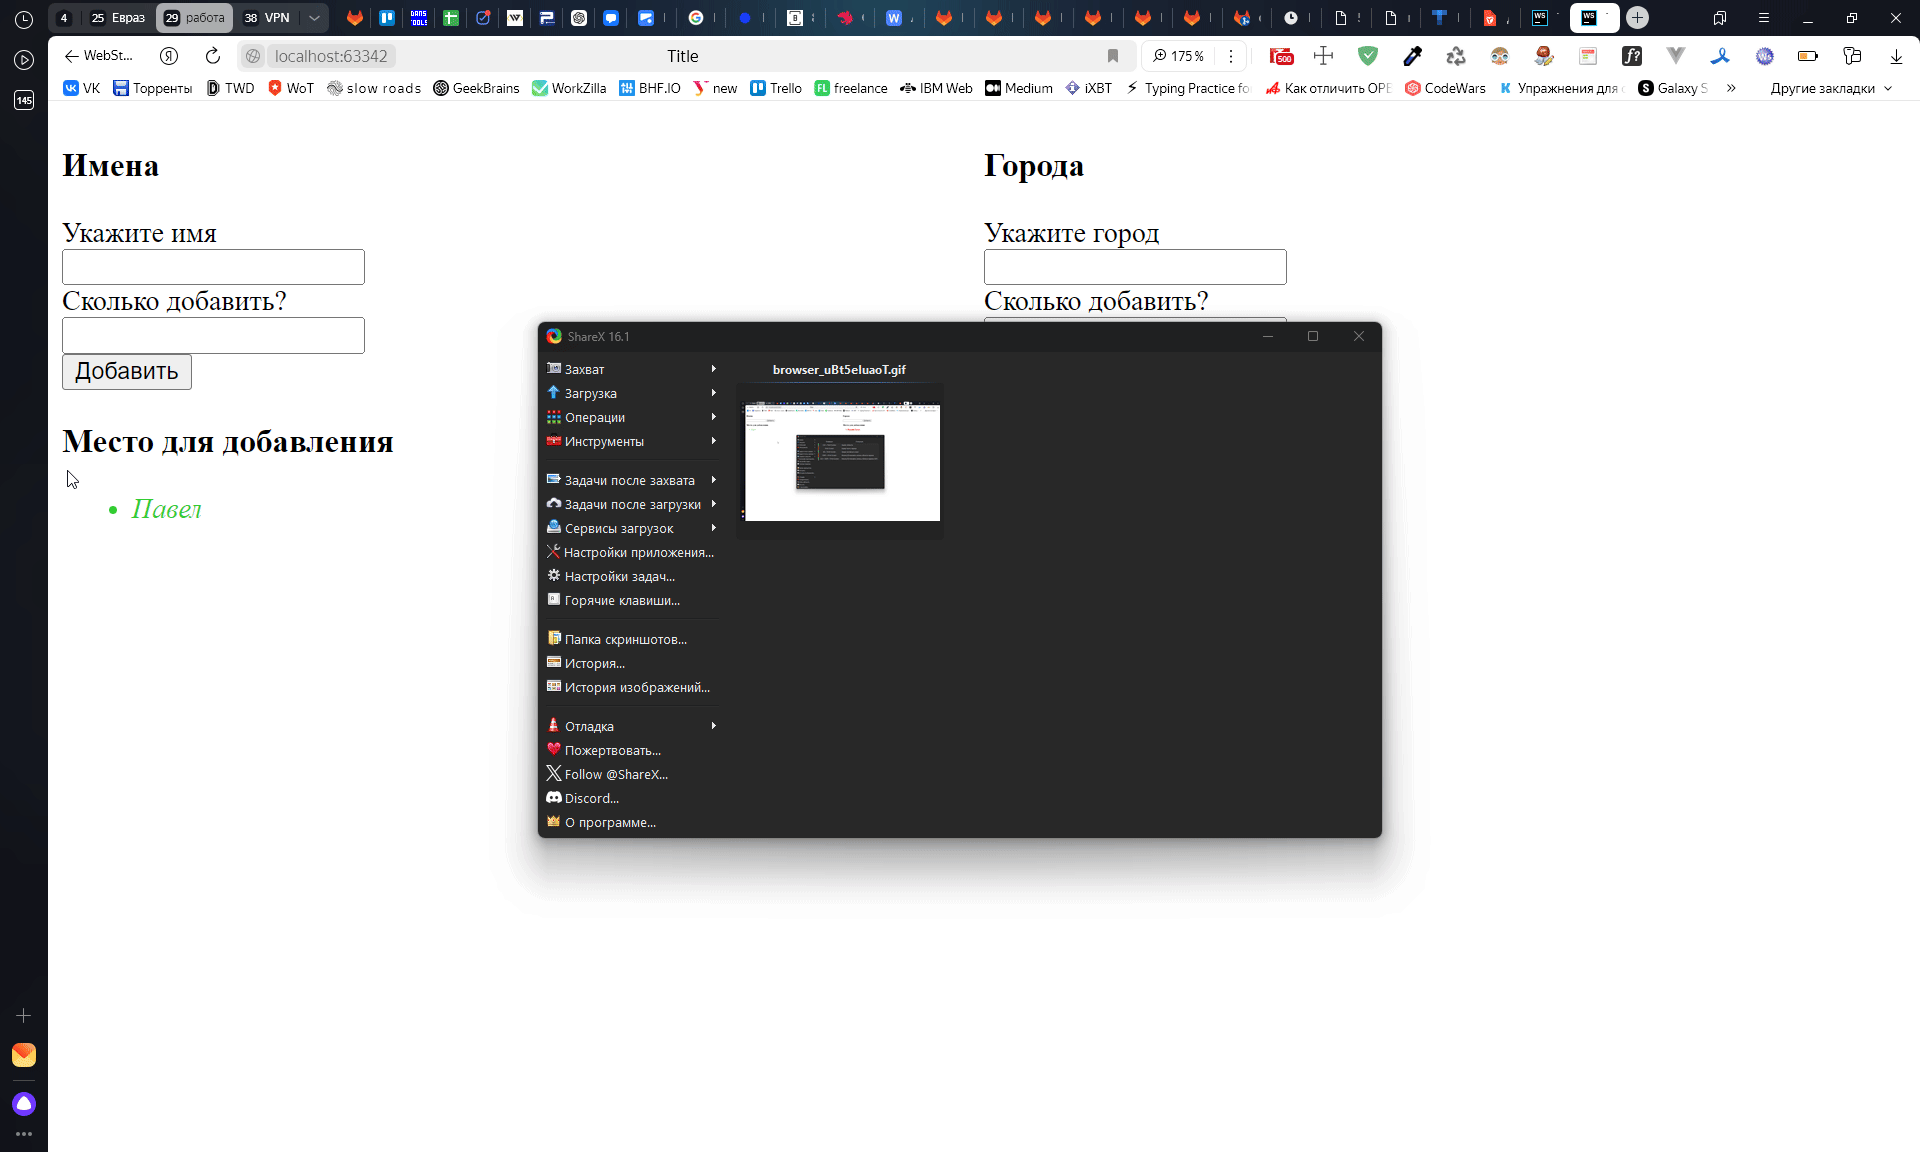 4
25 Евраз
29 работа
38 VPN
WebSt...
localhost:63342
Title
175 %
145
VK
Торренты
TWD
WoT
slow roads
GeekBrains
WorkZilla
BHF.IO
new
Trello
freelance
IBM Web
Medium
iXBT
Typing Practice fo
Как отличить OPE
CodeWars
Упражнения для
Galaxy S
»
Другие закладки
Имена
Укажите имя
Сколько добавить?
Добавить
Место для добавления
Павел
Города
Укажите город
Сколько добавить?
ShareX 16.1
Захват
Загрузка
Операции
Инструменты
Задачи после захвата
Задачи после загрузки
Сервисы загрузок
Настройки приложения...
Настройки задач...
Горячие клавиши...
Папка скриншотов...
История...
История изображений...
Отладка
Пожертвовать...
Follow @ShareX...
Discord...
О программе...
browser_uBt5eIuaoT.gif